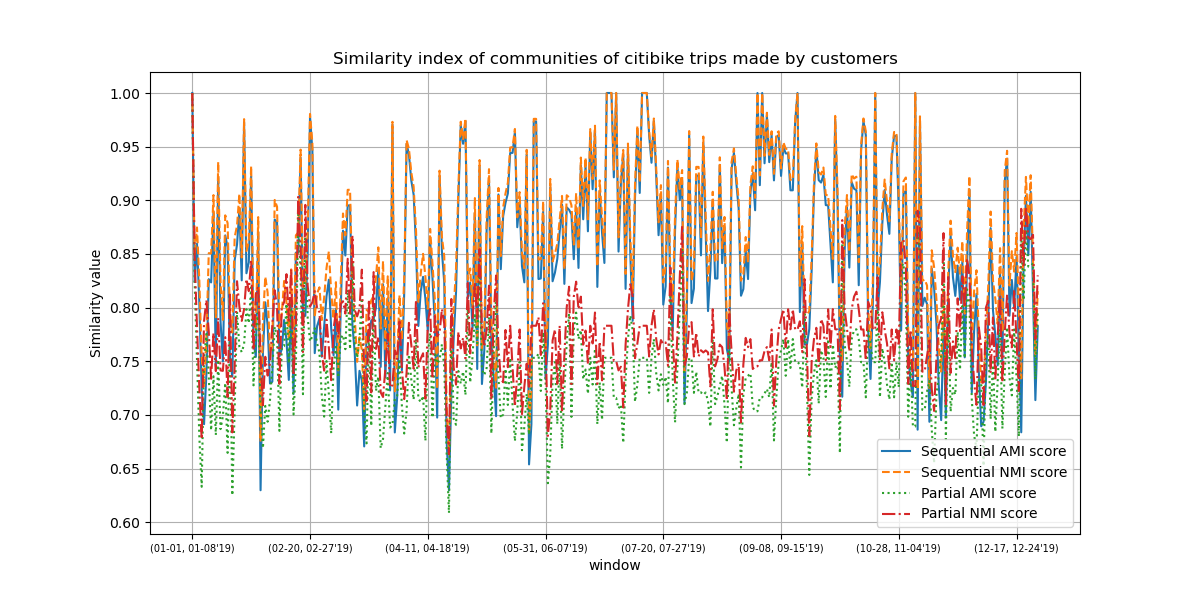 Similarity index of communities of citibike trips made by customers
Similarity value
1.00
0.95
0.90
0.85
0.80
0.75
0.70
0.65
0.60
Sequential AMI score
Sequential NMI score
Partial AMI score
Partial NMI score
(01-01, 01-08'19) (02-20, 02-27'19) (04-11, 04-18'19) (05-31, 06-07'19) (07-20, 07-27'19) (09-08, 09-15'19) (10-28, 11-04'19) (12-17, 12-24'19)
window